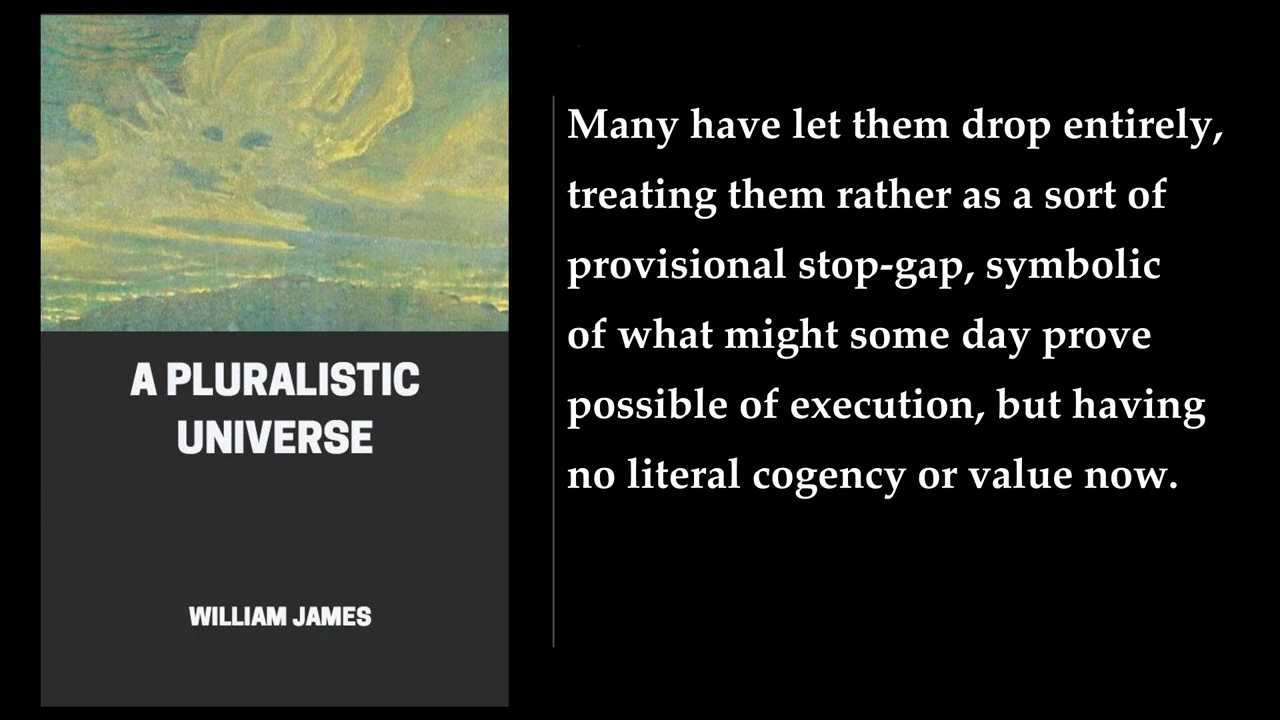 A PLURALISTIC
UNIVERSE
WILLIAM JAMES
Many have let them drop entirely,
treating them rather as a sort of
provisional stop-gap, symbolic
of what might some day prove
possible of execution, but having
no literal cogency or value now.